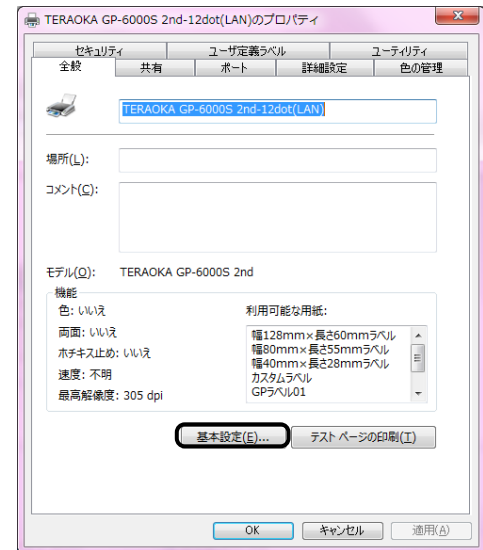 TERAOKA GP-6000S 2nd-12dot(LAN)のプロパティ
セキュリティ ユーザ定義ラベル ユーティリティ
全般 共有 ポート 詳細設定 色の管理
TERAOKA GP-6000S 2nd-12dot(LAN)
場所(L):
コメント(C):
モデル(O): TERAOKA GP-6000S 2nd
機能
色: いいえ 利用可能な用紙:
両面: いいえ 幅128mm×長さ60mmラベル
ホチキス止め: いいえ 幅80mm×長さ55mmラベル
幅40mm×長さ28mmラベル
速度: 不明 カスタムラベル
最高解像度: 305 dpi GPラベル01
基本設定(E)... テスト ページの印刷(T)
OK キャンセル 適用(A)